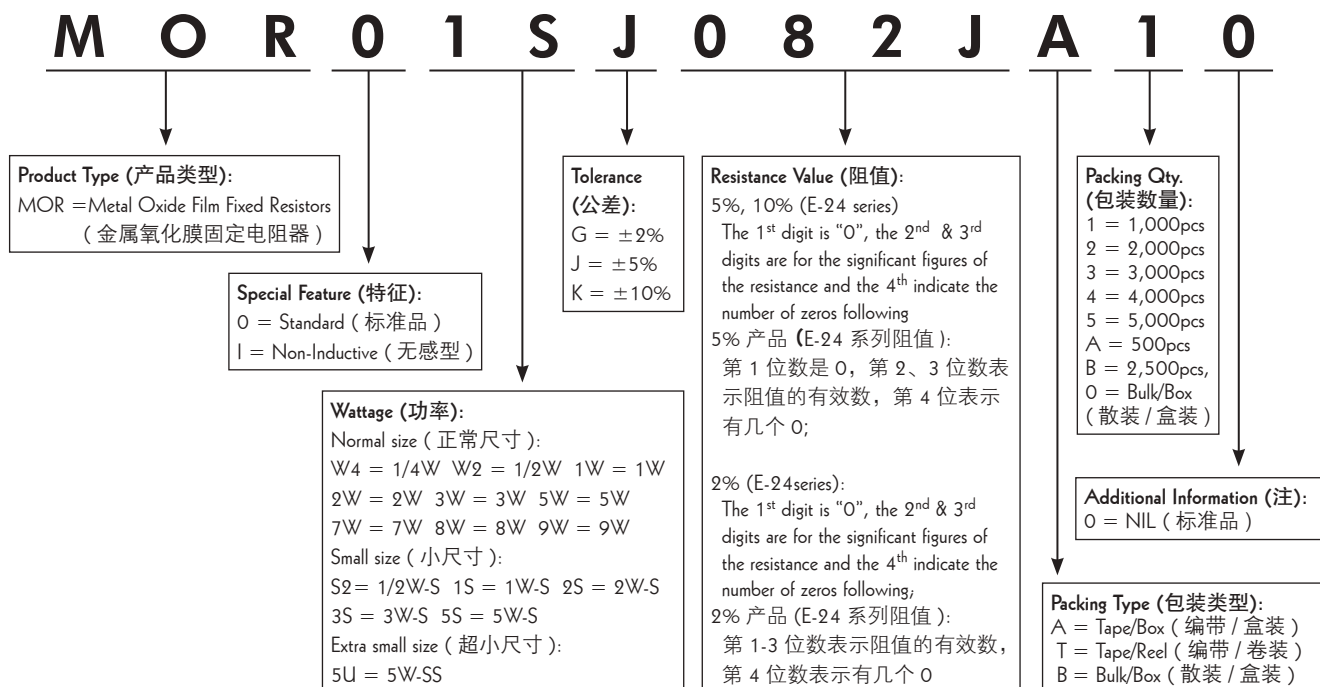 MOR01SJ082JA10
Product Type (产品类型):
MOR =Metal Oxide Film Fixed Resistors
( 金属氧化膜固定电阻器 )
Special Feature (特征):
0 = Standard ( 标准品 )
I = Non-Inductive ( 无感型 )
Wattage (功率):
Normal size ( 正常尺寸 ):
W4 = 1/4W W2 = 1/2W 1W = 1W
2W = 2W 3W = 3W 5W = 5W
7W = 7W 8W = 8W 9W = 9W
Small size ( 小尺寸 ):
S2= 1/2W-S 1S = 1W-S 2S = 2W-S
3S = 3W-S 5S = 5W-S
Extra small size ( 超小尺寸 ):
5U = 5W-SS
Tolerance
(公差):
G = ±2%
J = ±5%
K = ±10%
Resistance Value (阻值):
5%, 10% (E-24 series)
The 1st digit is “0”, the 2nd & 3rd
digits are for the significant figures of
the resistance and the 4th indicate the
number of zeros following
5% 产品 (E-24 系列阻值 ):
第 1 位数是 0，第 2、3 位数表
示阻值的有效数，第 4 位表示
有几个 0;
2% (E-24series):
The 1st digit is “0”, the 2nd & 3rd
digits are for the significant figures of
the resistance and the 4th indicate the
number of zeros following;
2% 产品 (E-24 系列阻值 ):
第 1-3 位数表示阻值的有效数，
第 4 位数表示有几个 0
Packing Qty.
(包装数量):
1 = 1,000pcs
2 = 2,000pcs
3 = 3,000pcs
4 = 4,000pcs
5 = 5,000pcs
A = 500pcs
B = 2,500pcs,
0 = Bulk/Box
( 散装 / 盒装 )
Additional Information (注):
0 = NIL ( 标准品 )
Packing Type (包装类型):
A = Tape/Box ( 编带 / 盒装 )
T = Tape/Reel ( 编带 / 卷装 )
B = Bulk/Box ( 散装 / 盒装 )